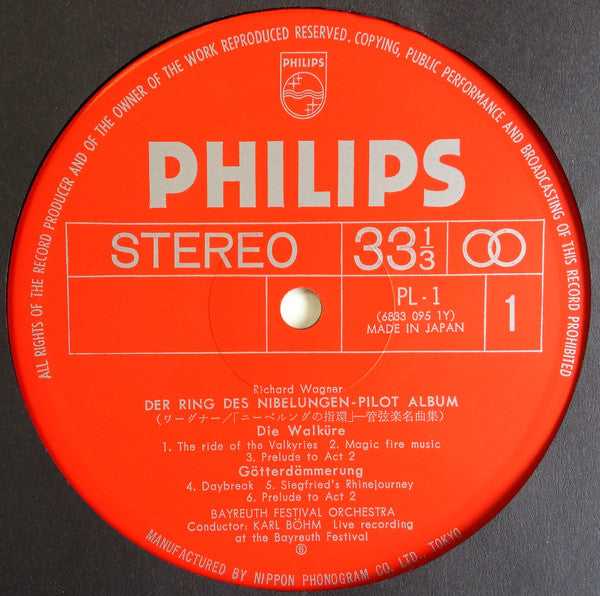 ALL RIGHTS OF THE RECORD PRODUCER AND OF THE OWNER OF THE WORK REPRODUCED RESERVED. COPYING, PUBLIC PERFORMANCE AND BROADCASTING OF THIS RECORD PROHIBITED
PHILIPS
PHILIPS
STEREO
33 1/3
PL-1
(6833 095 1Y)
MADE IN JAPAN
1
Richard Wagner
DER RING DES NIBELUNGEN-PILOT ALBUM
(ワーグナー/「ニーベルングの指環」―管弦楽名曲集)
Die Walküre
1. The ride of the Valkyries 2. Magic fire music
3. Prelude to Act 2
Götterdämmerung
4. Daybreak 5. Siegfried's Rhinejourney
6. Prelude to Act 2
BAYREUTH FESTIVAL ORCHESTRA
Conductor: KARL BÖHM Live recording
at the Bayreuth Festival
MANUFACTURED BY NIPPON PHONOGRAM CO., LTD., TOKYO